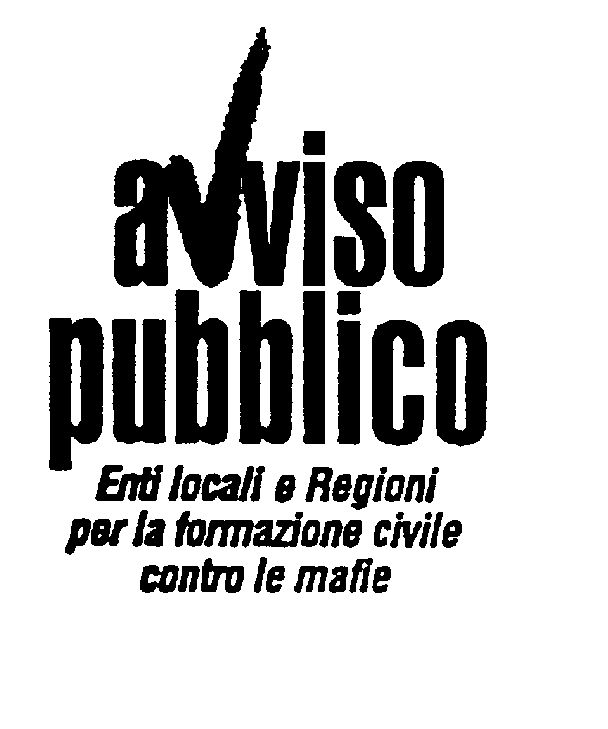 avviso
pubblico
Enti locali e Regioni
per la formazione civile
contro le mafie